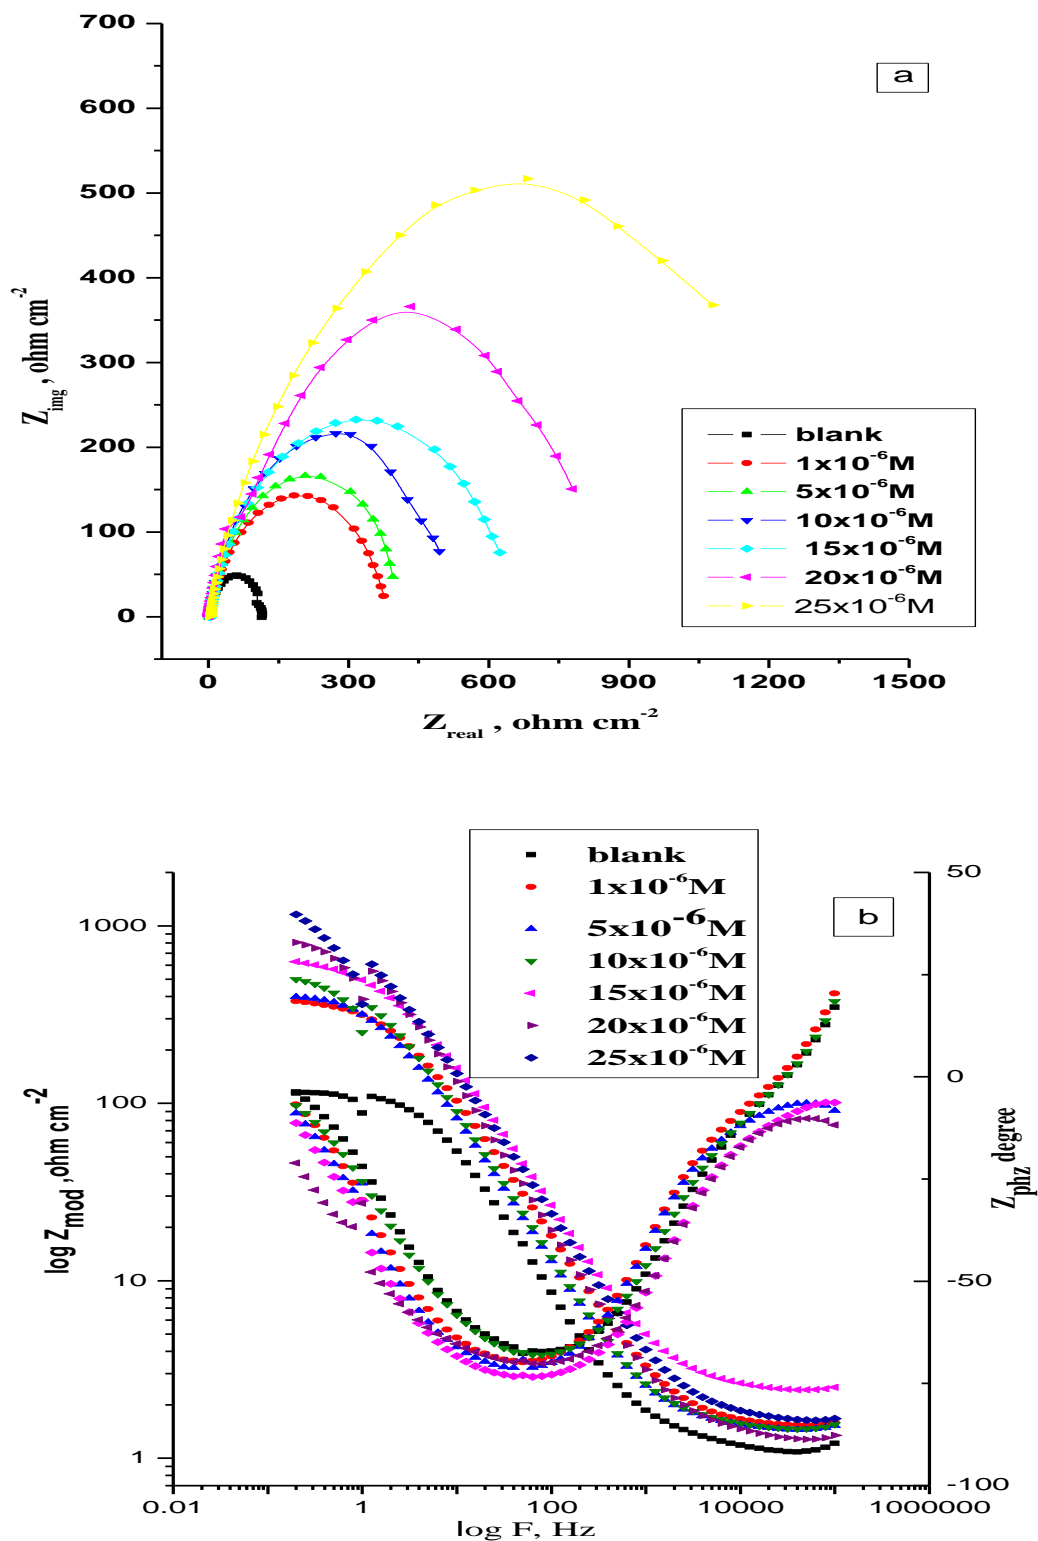 700
a
600
500
400
300
200
100
0
Z_img , ohm cm^-2
blank
1x10^-6M
5x10^-6M
10x10^-6M
15x10^-6M
20x10^-6M
25x10^-6M
0 300 600 900 1200 1500
Z_real , ohm cm^-2
blank
1x10^-6M
5x10^-6M
10x10^-6M
15x10^-6M
20x10^-6M
25x10^-6M
b
1000
100
10
1
log Z_mod ,ohm cm^-2
50
0
-50
-100
Z_phz degree
0.01 1 100 10000 1000000
log F, Hz